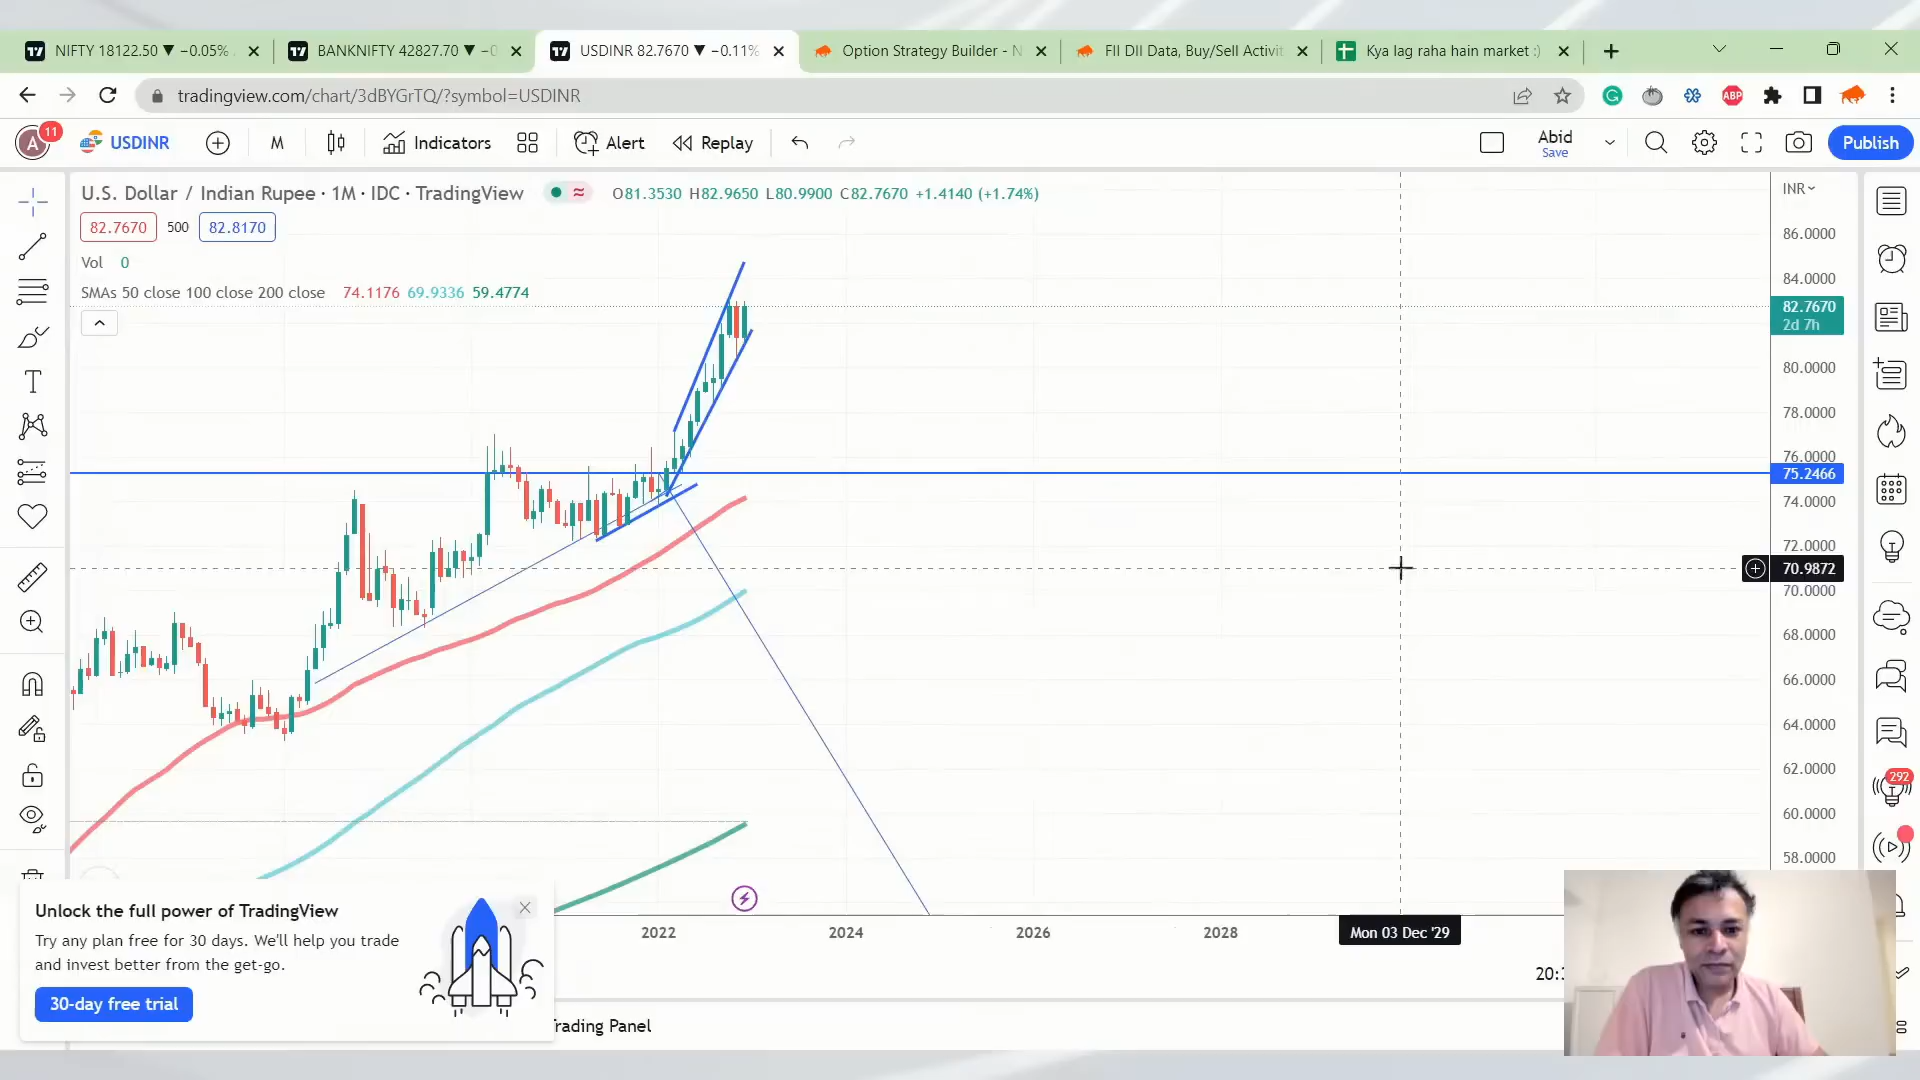 NIFTY 18122.50 ▼ −0.05%
BANKNIFTY 42827.70 ▼ −0
USDINR 82.7670 ▼ −0.11%
Option Strategy Builder - N
FII DII Data, Buy/Sell Activit
Kya lag raha hain market :)
tradingview.com/chart/3dBYGrTQ/?symbol=USDINR
ABP
A
11
USDINR
M
Indicators
Alert
Replay
Abid
Save
Publish
U.S. Dollar / Indian Rupee · 1M · IDC · TradingView
O81.3530 H82.9650 L80.9900 C82.7670 +1.4140 (+1.74%)
INR
82.7670
500
82.8170
Vol 0
SMAs 50 close 100 close 200 close 74.1176 69.9336 59.4774
86.0000
84.0000
82.7670
2d 7h
80.0000
78.0000
76.0000
75.2466
74.0000
72.0000
70.9872
70.0000
68.0000
66.0000
64.0000
62.0000
60.0000
58.0000
292
2022
2024
2026
2028
Mon 03 Dec '29
Unlock the full power of TradingView
Try any plan free for 30 days. We'll help you trade
and invest better from the get-go.
30-day free trial
Trading Panel